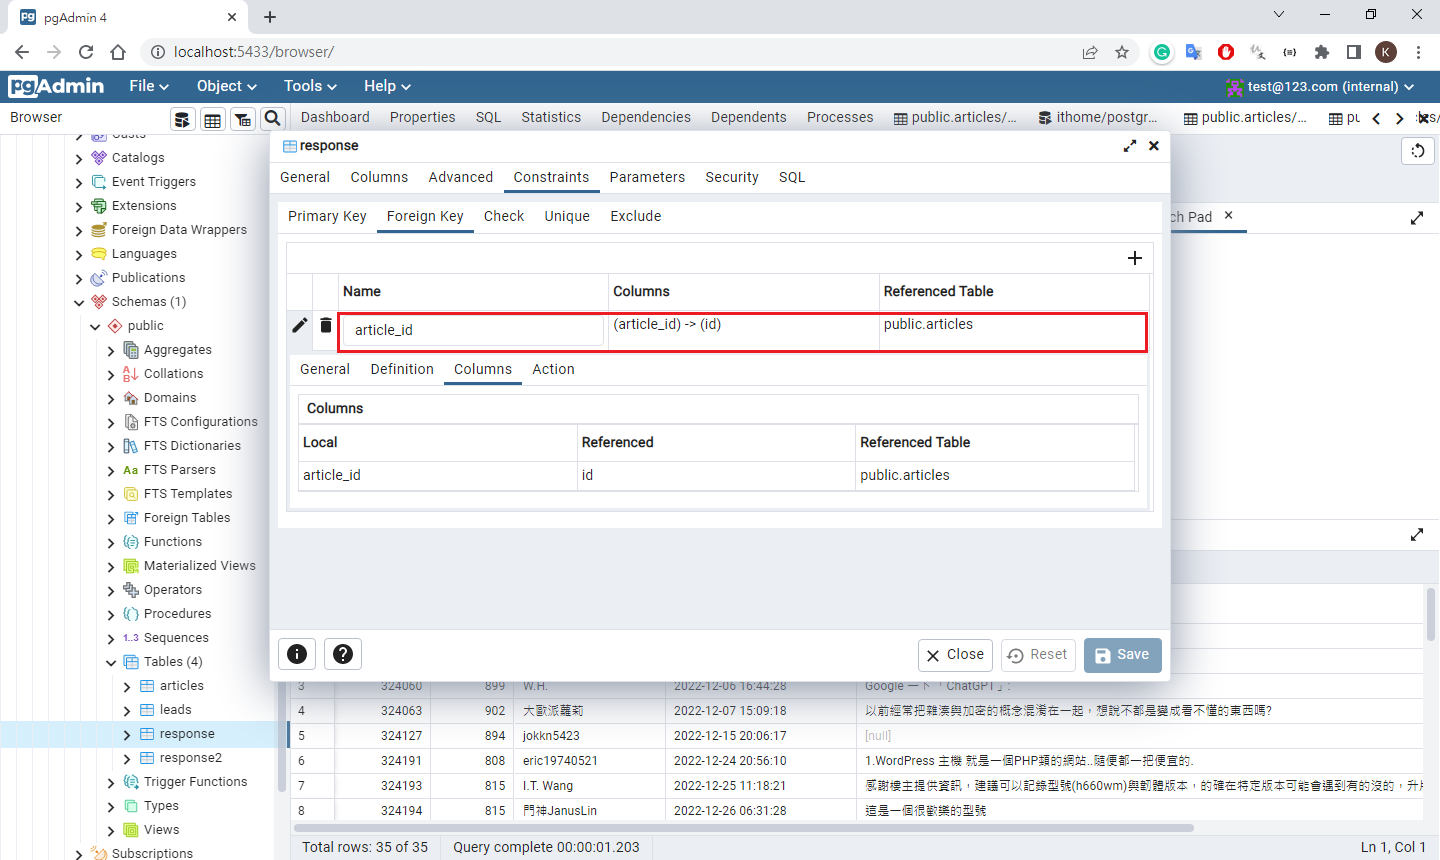 pgAdmin 4
localhost:5433/browser/
K
pgAdmin File Object Tools Help test@123.com (internal)
Browser Dashboard Properties SQL Statistics Dependencies Dependents Processes public.articles/... ithome/postgr... public.articles/...
response
General Columns Advanced Constraints Parameters Security SQL
Primary Key Foreign Key Check Unique Exclude
Name Columns Referenced Table
article_id (article_id) -> (id) public.articles
General Definition Columns Action
Columns
Local Referenced Referenced Table
article_id id public.articles
Close Reset Save
ch Pad
Casts
Catalogs
Event Triggers
Extensions
Foreign Data Wrappers
Languages
Publications
Schemas (1)
public
Aggregates
Collations
Domains
FTS Configurations
FTS Dictionaries
Aa FTS Parsers
FTS Templates
Foreign Tables
Functions
Materialized Views
Operators
Procedures
1..3 Sequences
Tables (4)
articles
leads
response
response2
Trigger Functions
Types
Views
Subscriptions
3 324060 899 W.H. 2022-12-06 16:44:28 Google 一下「ChatGPT」:
4 324063 902 大歐派蘿莉 2022-12-07 15:09:18 以前經常把雜湊與加密的概念混淆在一起，想說不都是變成看不懂的東西嗎?
5 324127 894 jokkn5423 2022-12-15 20:06:17 [null]
6 324191 808 eric19740521 2022-12-24 20:56:10 1.WordPress 主機 就是一個PHP類的網站..隨便都一把便宜的.
7 324193 815 I.T. Wang 2022-12-25 11:18:21 感謝樓主提供資訊，建議可以記錄型號(h660wm)與韌體版本，的確在特定版本可能會遇到有的沒的，升
8 324194 815 門神JanusLin 2022-12-26 06:31:28 這是一個很歡樂的型號
Total rows: 35 of 35 Query complete 00:00:01.203 Ln 1, Col 1